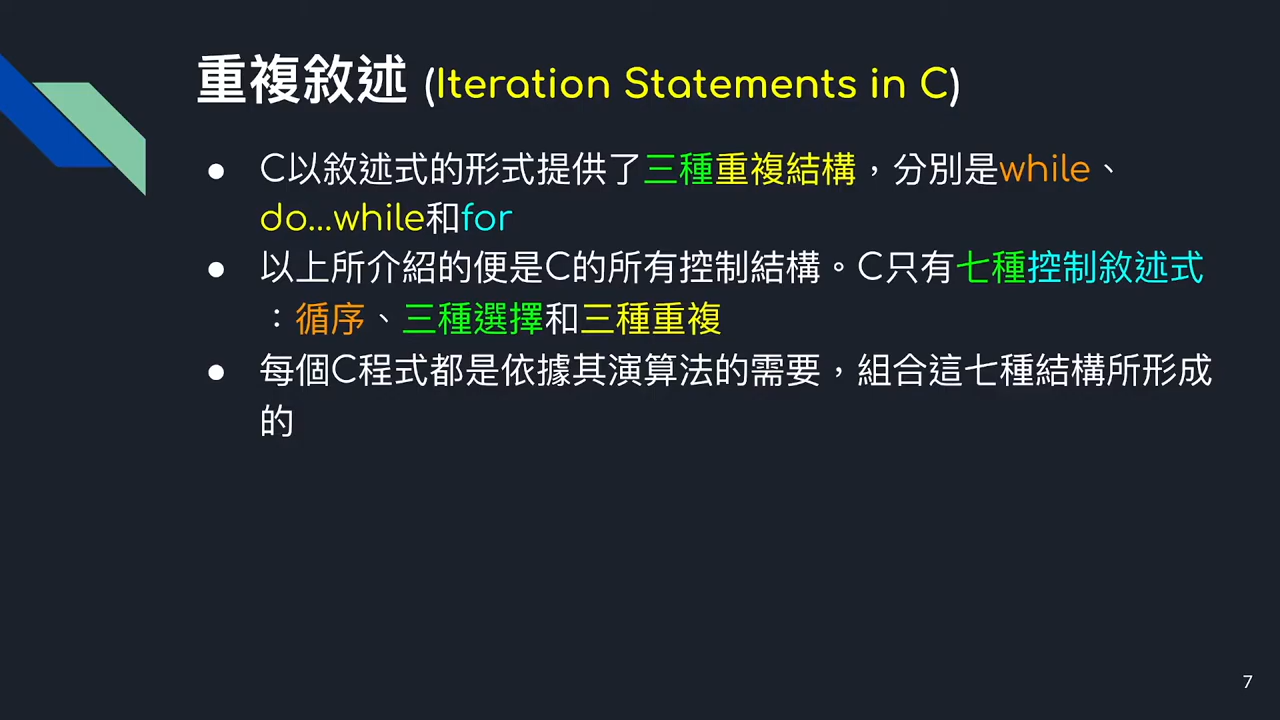 重複敘述 (Iteration Statements in C)
● C以敘述式的形式提供了三種重複結構，分別是while、
do...while和for
● 以上所介紹的便是C的所有控制結構。C只有七種控制敘述式
：循序、三種選擇和三種重複
● 每個C程式都是依據其演算法的需要，組合這七種結構所形成
的
7